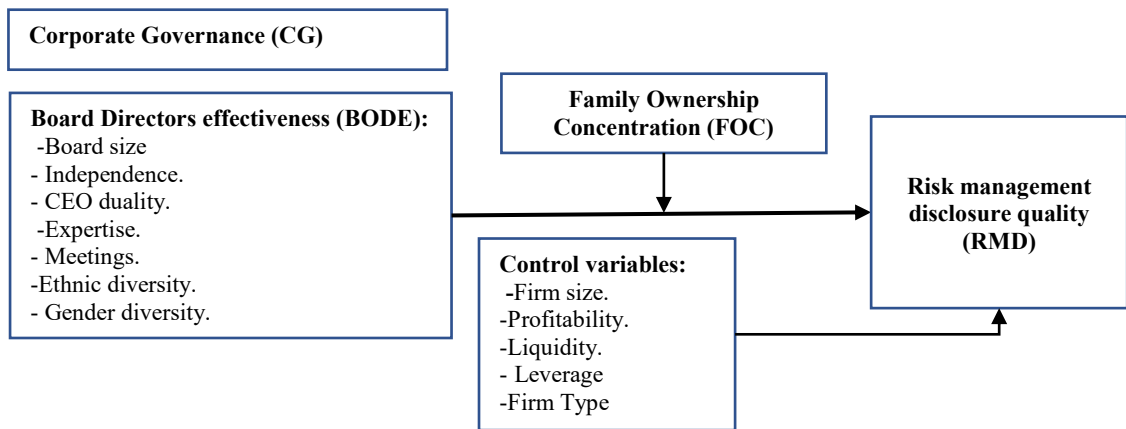 Corporate Governance (CG)
Board Directors effectiveness (BODE):
-Board size
- Independence.
- CEO duality.
-Expertise.
- Meetings.
-Ethnic diversity.
- Gender diversity.
Family Ownership
Concentration (FOC)
Control variables:
-Firm size.
-Profitability.
-Liquidity.
- Leverage
-Firm Type
Risk management
disclosure quality
(RMD)